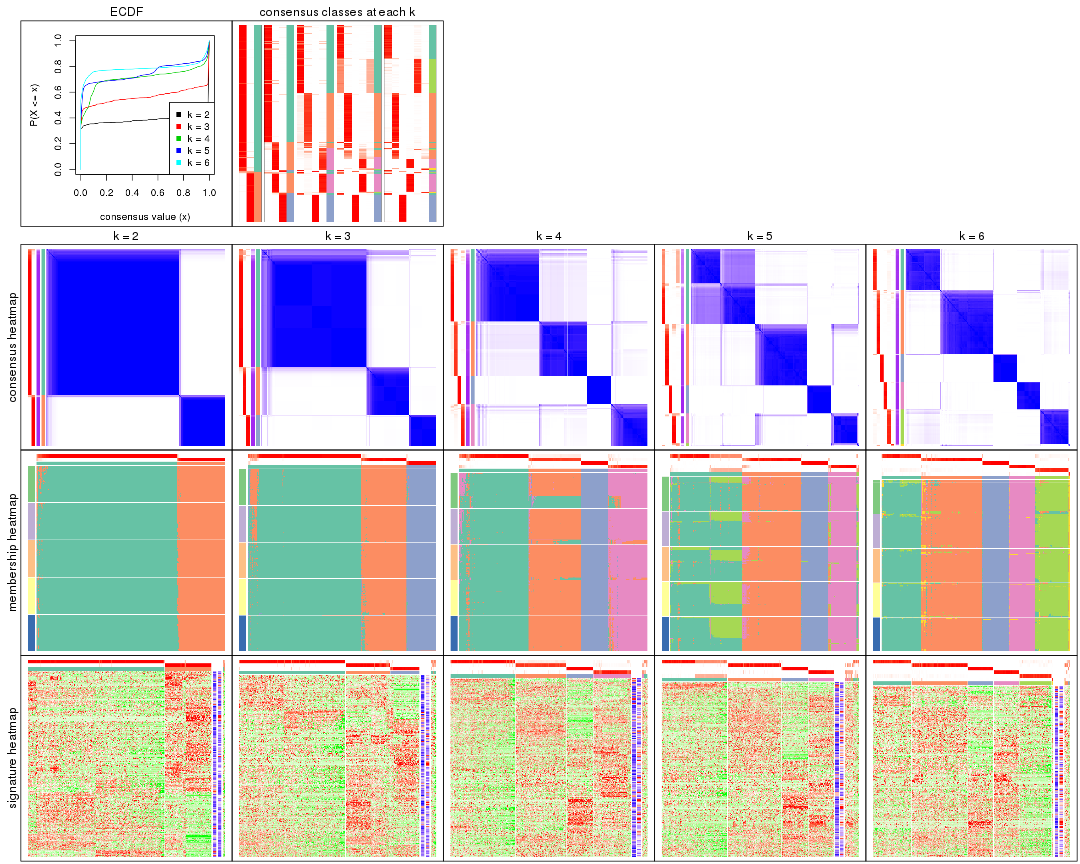 ECDF
consensus classes at each k
P(X <= x)
0.0 0.2 0.4 0.6 0.8 1.0
k = 2
k = 3
k = 4
k = 5
k = 6
0.0 0.2 0.4 0.6 0.8 1.0
consensus value (x)
k = 2
k = 3
k = 4
k = 5
k = 6
consensus heatmap
membership heatmap
signature heatmap